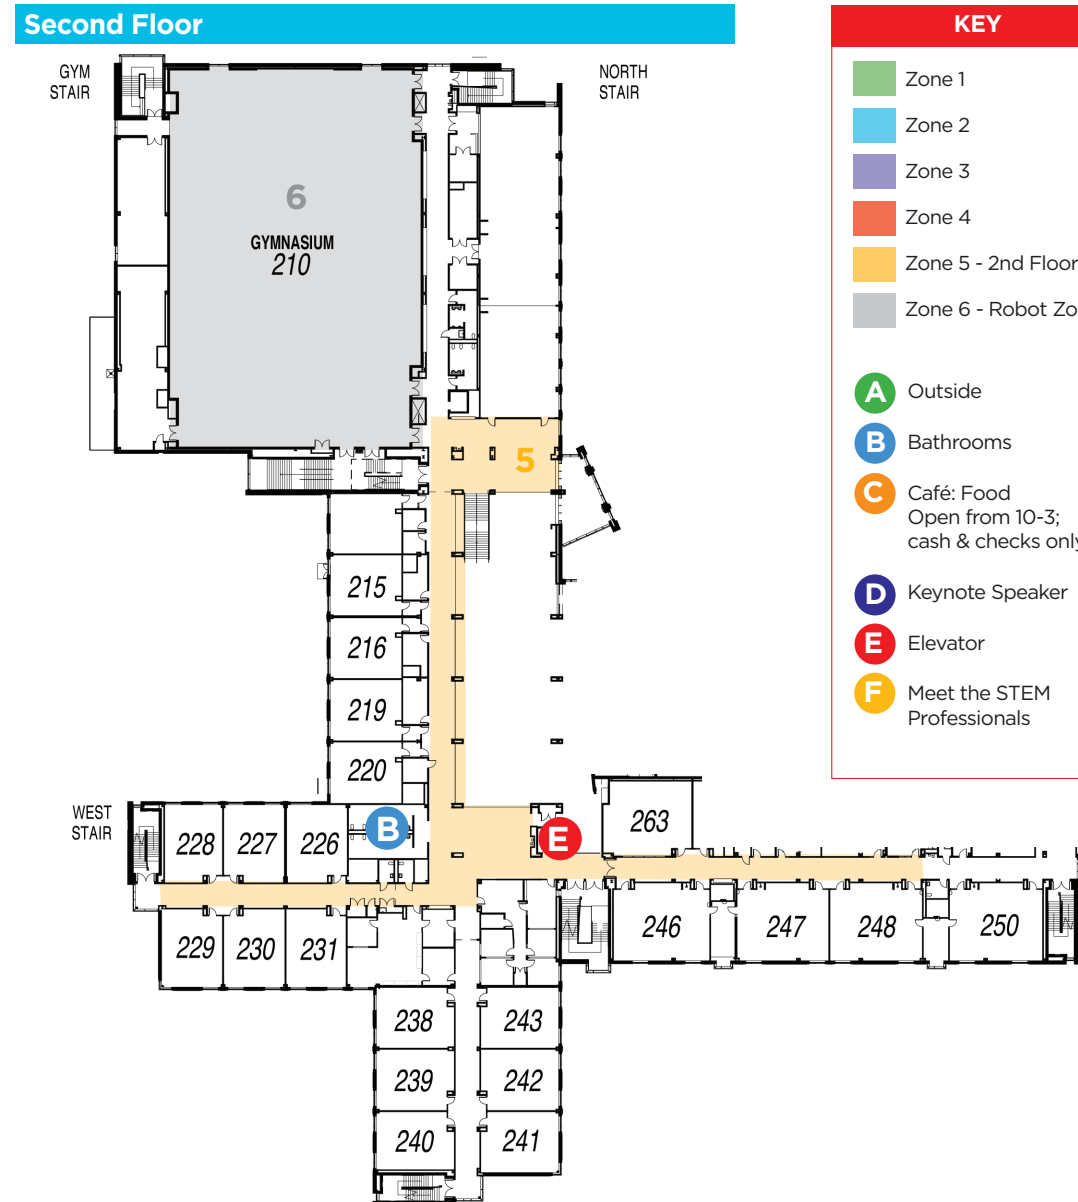 Second Floor
KEY
GYM
STAIR
NORTH
STAIR
6
GYMNASIUM
210
5
215
216
219
220
WEST
STAIR
228
227
226
B
E
263
229
230
231
246
247
248
250
238
243
239
242
240
241
Zone 1
Zone 2
Zone 3
Zone 4
Zone 5 - 2nd Floor
Zone 6 - Robot Zo
A Outside
B Bathrooms
C Café: Food
Open from 10-3;
cash & checks only
D Keynote Speaker
E Elevator
F Meet the STEM
Professionals